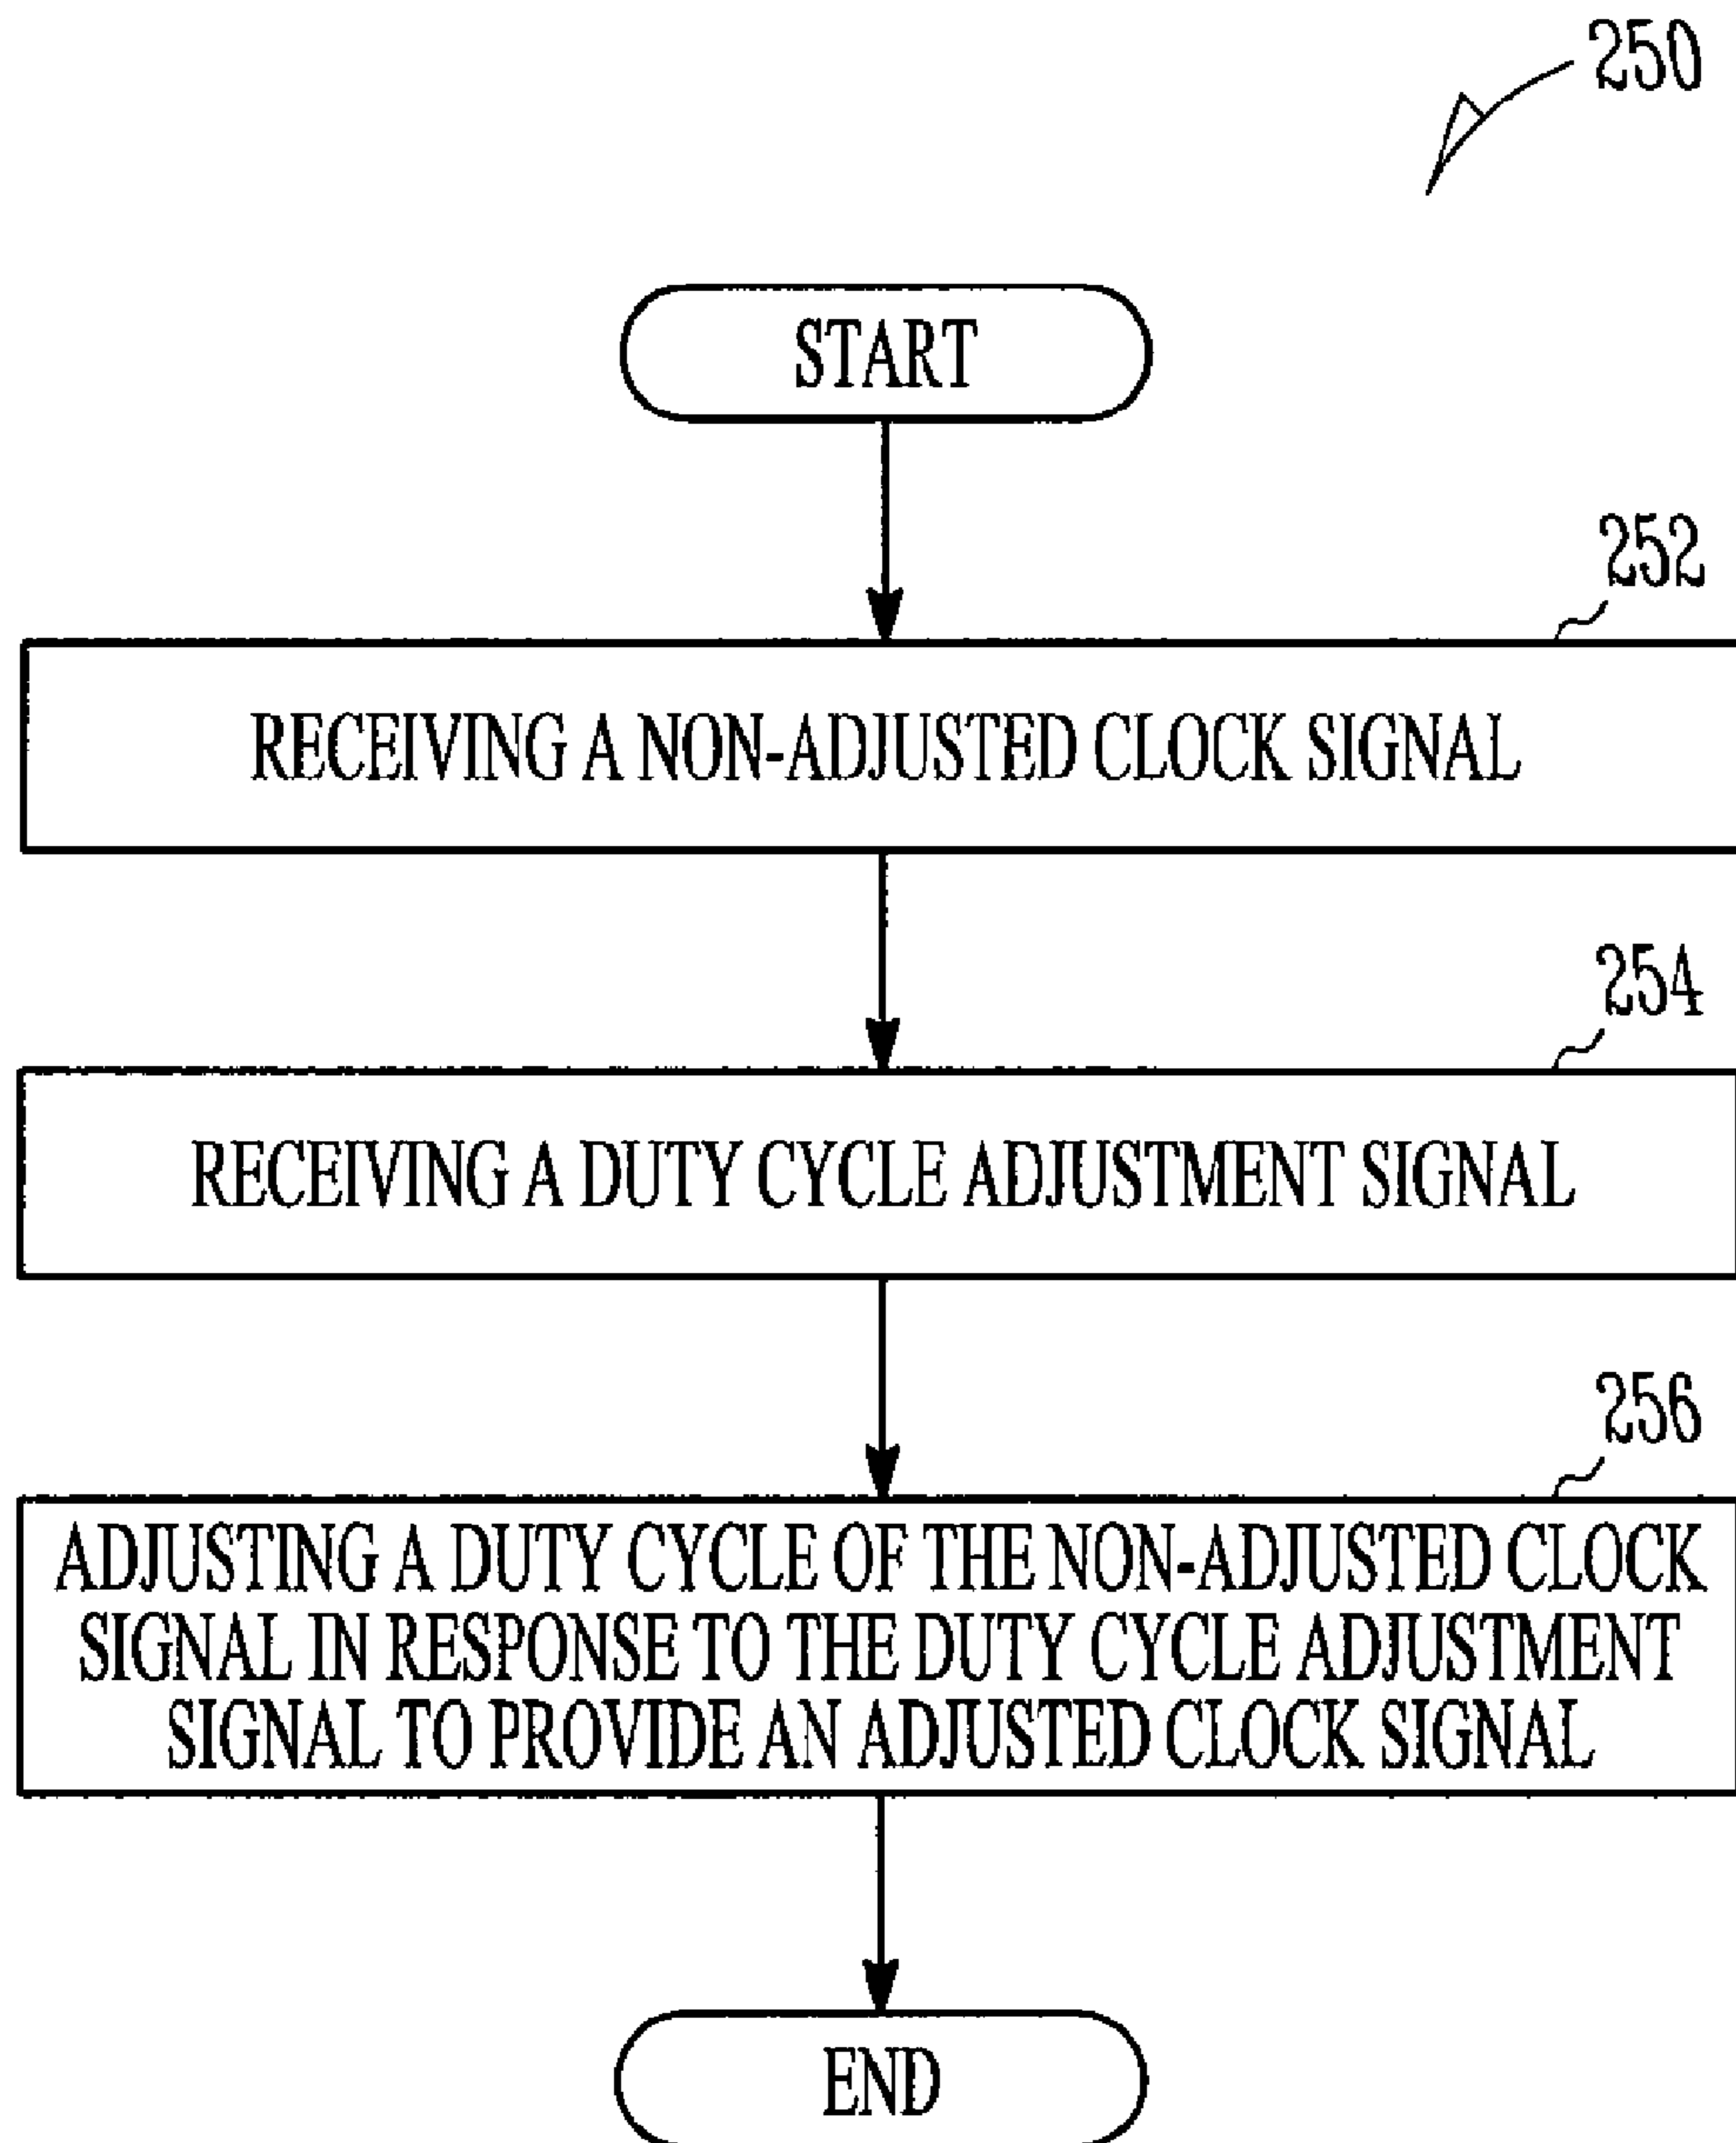 250
START
252
RECEIVING A NON-ADJUSTED CLOCK SIGNAL
254
RECEIVING A DUTY CYCLE ADJUSTMENT SIGNAL
256
ADJUSTING A DUTY CYCLE OF THE NON-ADJUSTED CLOCK
SIGNAL IN RESPONSE TO THE DUTY CYCLE ADJUSTMENT
SIGNAL TO PROVIDE AN ADJUSTED CLOCK SIGNAL
END